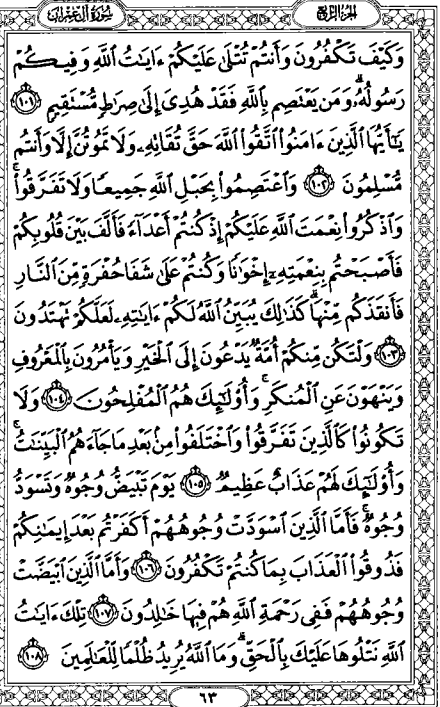 سُورَةُ آلِ عِمْرَانَ
الجزء الرابع
وَكَيْفَ تَكْفُرُونَ وَأَنتُمْ تُتْلَىٰ عَلَيْكُمْ ءَايَٰتُ ٱللَّهِ وَفِيكُمْ
رَسُولُهُۥۗ وَمَن يَعْتَصِم بِٱللَّهِ فَقَدْ هُدِىَ إِلَىٰ صِرَٰطٍ مُّسْتَقِيمٍ ١٠١
يَٰٓأَيُّهَا ٱلَّذِينَ ءَامَنُوا۟ ٱتَّقُوا۟ ٱللَّهَ حَقَّ تُقَاتِهِۦ وَلَا تَمُوتُنَّ إِلَّا وَأَنتُم
مُّسْلِمُونَ ١٠٢ وَٱعْتَصِمُوا۟ بِحَبْلِ ٱللَّهِ جَمِيعًا وَلَا تَفَرَّقُوا۟ۚ
وَٱذْكُرُوا۟ نِعْمَتَ ٱللَّهِ عَلَيْكُمْ إِذْ كُنتُمْ أَعْدَآءً فَأَلَّفَ بَيْنَ قُلُوبِكُمْ
فَأَصْبَحْتُم بِنِعْمَتِهِۦٓ إِخْوَٰنًا وَكُنتُمْ عَلَىٰ شَفَا حُفْرَةٍ مِّنَ ٱلنَّارِ
فَأَنقَذَكُم مِّنْهَاۗ كَذَٰلِكَ يُبَيِّنُ ٱللَّهُ لَكُمْ ءَايَٰتِهِۦ لَعَلَّكُمْ تَهْتَدُونَ
١٠٣ وَلْتَكُن مِّنكُمْ أُمَّةٌ يَدْعُونَ إِلَى ٱلْخَيْرِ وَيَأْمُرُونَ بِٱلْمَعْرُوفِ
وَيَنْهَوْنَ عَنِ ٱلْمُنكَرِۚ وَأُو۟لَٰٓئِكَ هُمُ ٱلْمُفْلِحُونَ ١٠٤ وَلَا
تَكُونُوا۟ كَٱلَّذِينَ تَفَرَّقُوا۟ وَٱخْتَلَفُوا۟ مِنۢ بَعْدِ مَا جَآءَهُمُ ٱلْبَيِّنَٰتُۚ
وَأُو۟لَٰٓئِكَ لَهُمْ عَذَابٌ عَظِيمٌ ١٠٥ يَوْمَ تَبْيَضُّ وُجُوهٌ وَتَسْوَدُّ
وُجُوهٌۚ فَأَمَّا ٱلَّذِينَ ٱسْوَدَّتْ وُجُوهُهُمْ أَكَفَرْتُم بَعْدَ إِيمَٰنِكُمْ
فَذُوقُوا۟ ٱلْعَذَابَ بِمَا كُنتُمْ تَكْفُرُونَ ١٠٦ وَأَمَّا ٱلَّذِينَ ٱبْيَضَّتْ
وُجُوهُهُمْ فَفِى رَحْمَةِ ٱللَّهِ هُمْ فِيهَا خَٰلِدُونَ ١٠٧ تِلْكَ ءَايَٰتُ
ٱللَّهِ نَتْلُوهَا عَلَيْكَ بِٱلْحَقِّۗ وَمَا ٱللَّهُ يُرِيدُ ظُلْمًا لِّلْعَٰلَمِينَ ١٠٨
٦٣